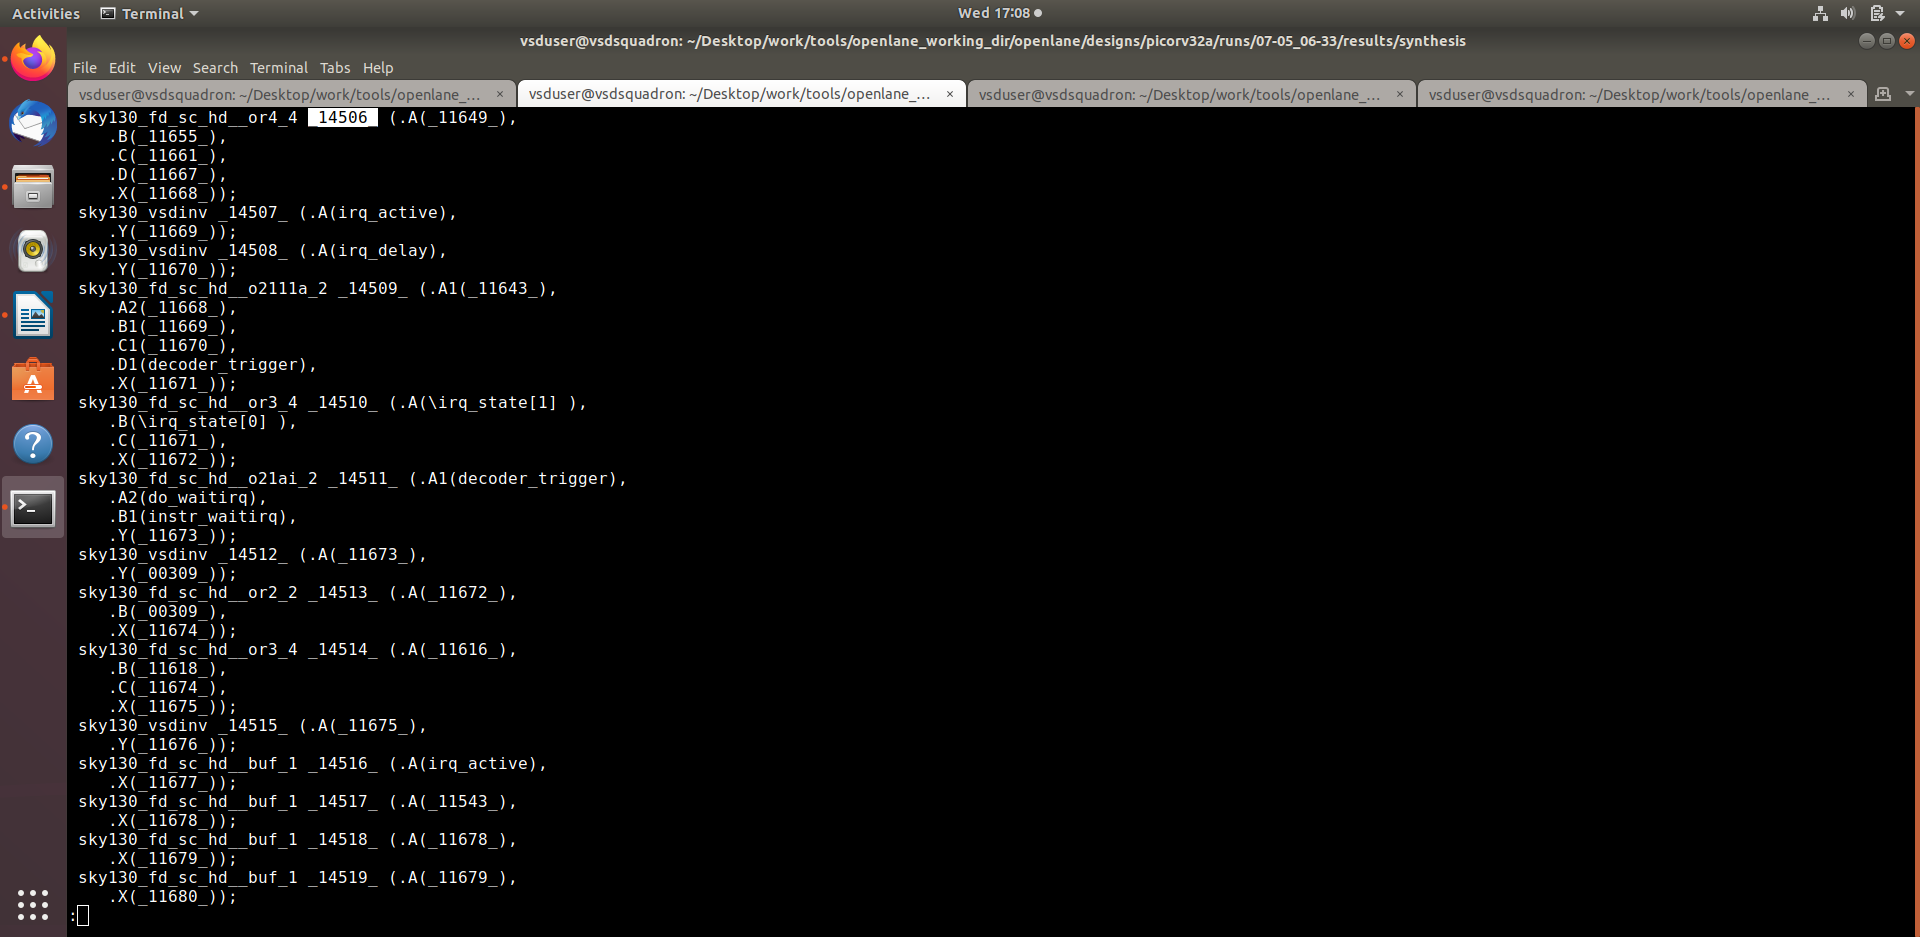 Activities Terminal Wed 17:08
vsduser@vsdsquadron: ~/Desktop/work/tools/openlane_working_dir/openlane/designs/picorv32a/runs/07-05_06-33/results/synthesis
File Edit View Search Terminal Tabs Help
vsduser@vsdsquadron: ~/Desktop/work/tools/openlane_... × vsduser@vsdsquadron: ~/Desktop/work/tools/openlane_... × vsduser@vsdsquadron: ~/Desktop/work/tools/openlane_... × vsduser@vsdsquadron: ~/Desktop/work/tools/openlane_... ×
sky130_fd_sc_hd__or4_4 _14506_ (.A(_11649_),
.B(_11655_),
.C(_11661_),
.D(_11667_),
.X(_11668_));
sky130_vsdinv _14507_ (.A(irq_active),
.Y(_11669_));
sky130_vsdinv _14508_ (.A(irq_delay),
.Y(_11670_));
sky130_fd_sc_hd__o2111a_2 _14509_ (.A1(_11643_),
.A2(_11668_),
.B1(_11669_),
.C1(_11670_),
.D1(decoder_trigger),
.X(_11671_));
sky130_fd_sc_hd__or3_4 _14510_ (.A(\irq_state[1] ),
.B(\irq_state[0] ),
.C(_11671_),
.X(_11672_));
sky130_fd_sc_hd__o21ai_2 _14511_ (.A1(decoder_trigger),
.A2(do_waitirq),
.B1(instr_waitirq),
.Y(_11673_));
sky130_vsdinv _14512_ (.A(_11673_),
.Y(_00309_));
sky130_fd_sc_hd__or2_2 _14513_ (.A(_11672_),
.B(_00309_),
.X(_11674_));
sky130_fd_sc_hd__or3_4 _14514_ (.A(_11616_),
.B(_11618_),
.C(_11674_),
.X(_11675_));
sky130_vsdinv _14515_ (.A(_11675_),
.Y(_11676_));
sky130_fd_sc_hd__buf_1 _14516_ (.A(irq_active),
.X(_11677_));
sky130_fd_sc_hd__buf_1 _14517_ (.A(_11543_),
.X(_11678_));
sky130_fd_sc_hd__buf_1 _14518_ (.A(_11678_),
.X(_11679_));
sky130_fd_sc_hd__buf_1 _14519_ (.A(_11679_),
.X(_11680_));
: